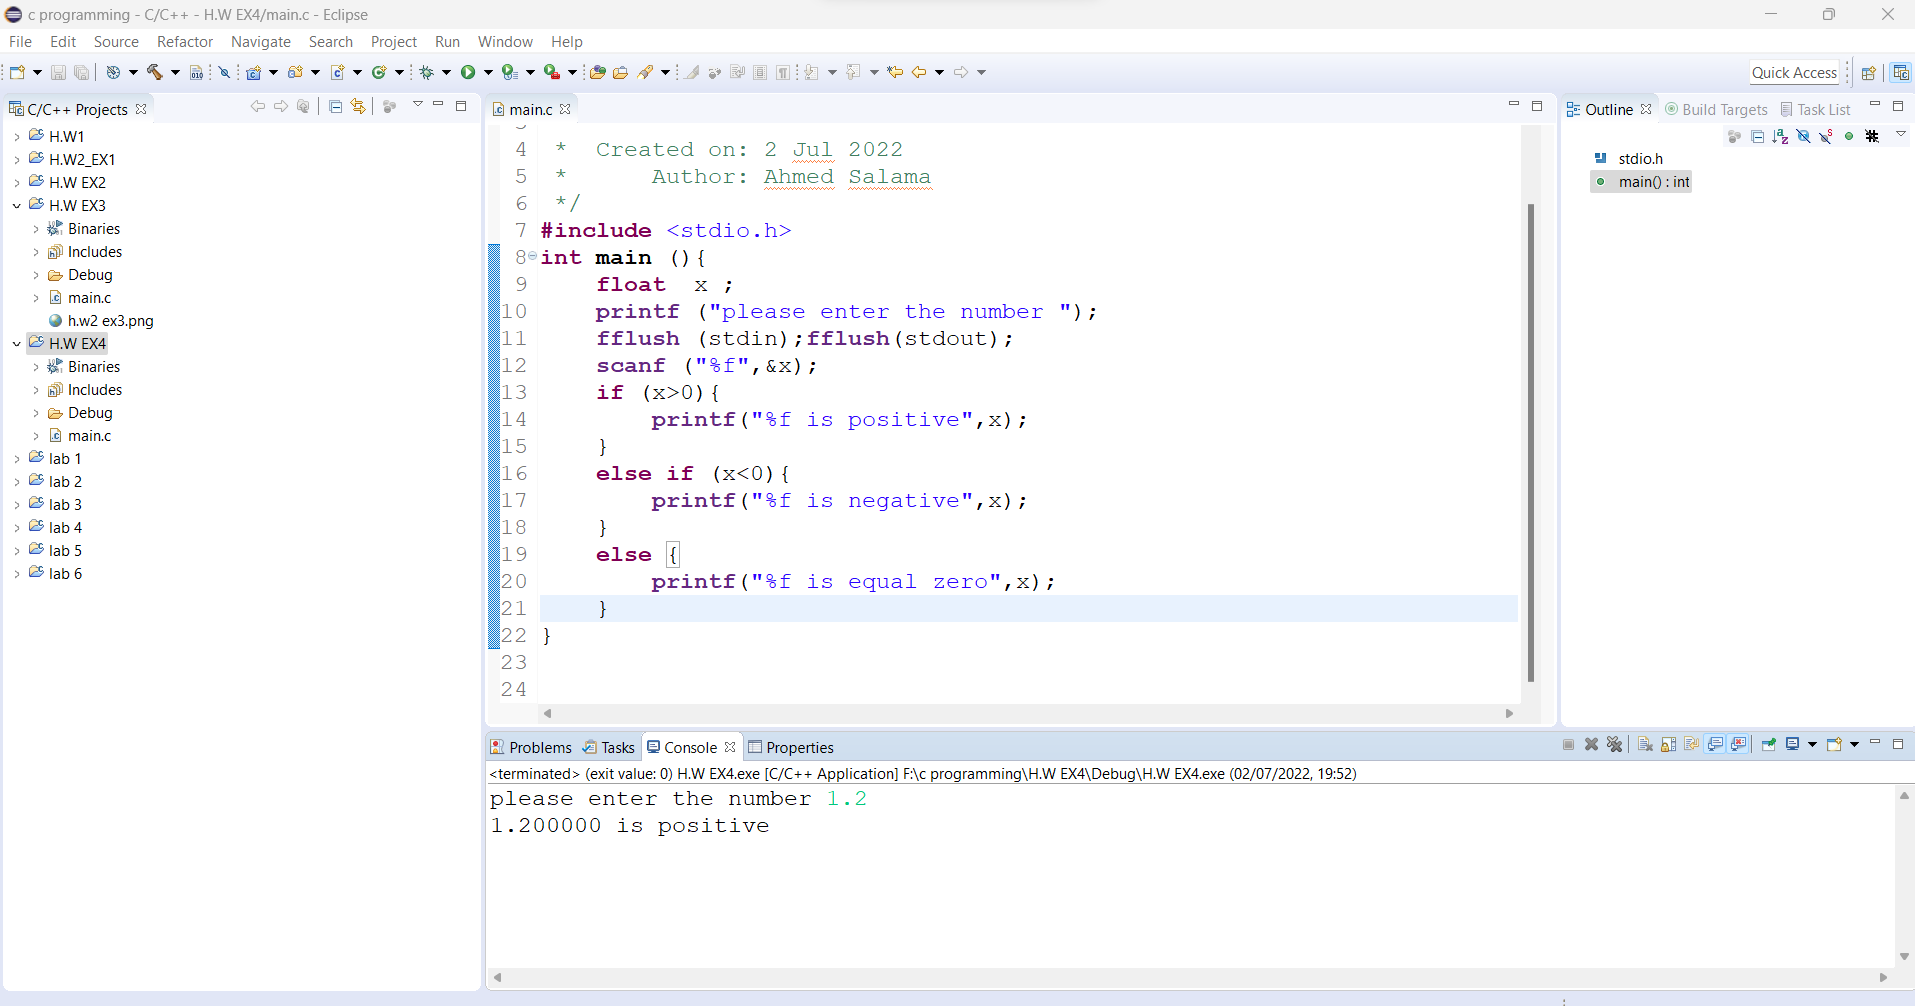 c programming - C/C++ - H.W EX4/main.c - Eclipse
File Edit Source Refactor Navigate Search Project Run Window Help
Quick Access
C/C++ Projects
H.W1
H.W2_EX1
H.W EX2
H.W EX3
Binaries
Includes
Debug
main.c
h.w2 ex3.png
H.W EX4
Binaries
Includes
Debug
main.c
lab 1
lab 2
lab 3
lab 4
lab 5
lab 6
main.c
4  *  Created on: 2 Jul 2022
5  *      Author: Ahmed Salama
6  */
7 #include <stdio.h>
8 int main (){
9     float  x ;
10     printf ("please enter the number ");
11     fflush (stdin);fflush(stdout);
12     scanf ("%f",&x);
13     if (x>0){
14         printf("%f is positive",x);
15     }
16     else if (x<0){
17         printf("%f is negative",x);
18     }
19     else {
20         printf("%f is equal zero",x);
21     }
22 }
23
24
Outline Build Targets Task List
stdio.h
main() : int
Problems Tasks Console Properties
<terminated> (exit value: 0) H.W EX4.exe [C/C++ Application] F:\c programming\H.W EX4\Debug\H.W EX4.exe (02/07/2022, 19:52)
please enter the number 1.2
1.200000 is positive